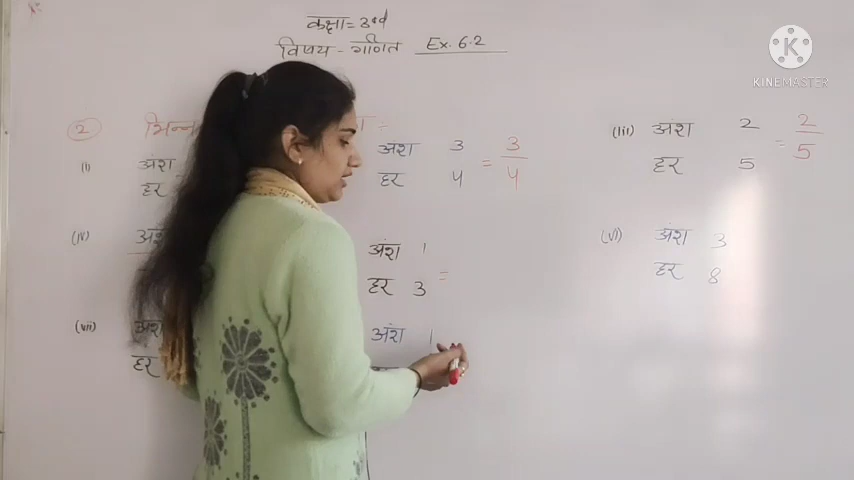 कक्षा = 3rd
विषय - गणित Ex. 6.2
K
KINEMASTER
2 भिन्न
(i) अंश
हर
अंश 3
हर 4
= 3/4
(iii) अंश 2
हर 5
= 2/5
(iv) अंश
अंश 1
हर 3 =
(vi) अंश 3
हर 8
(vii) अंश
हर
अंश 1